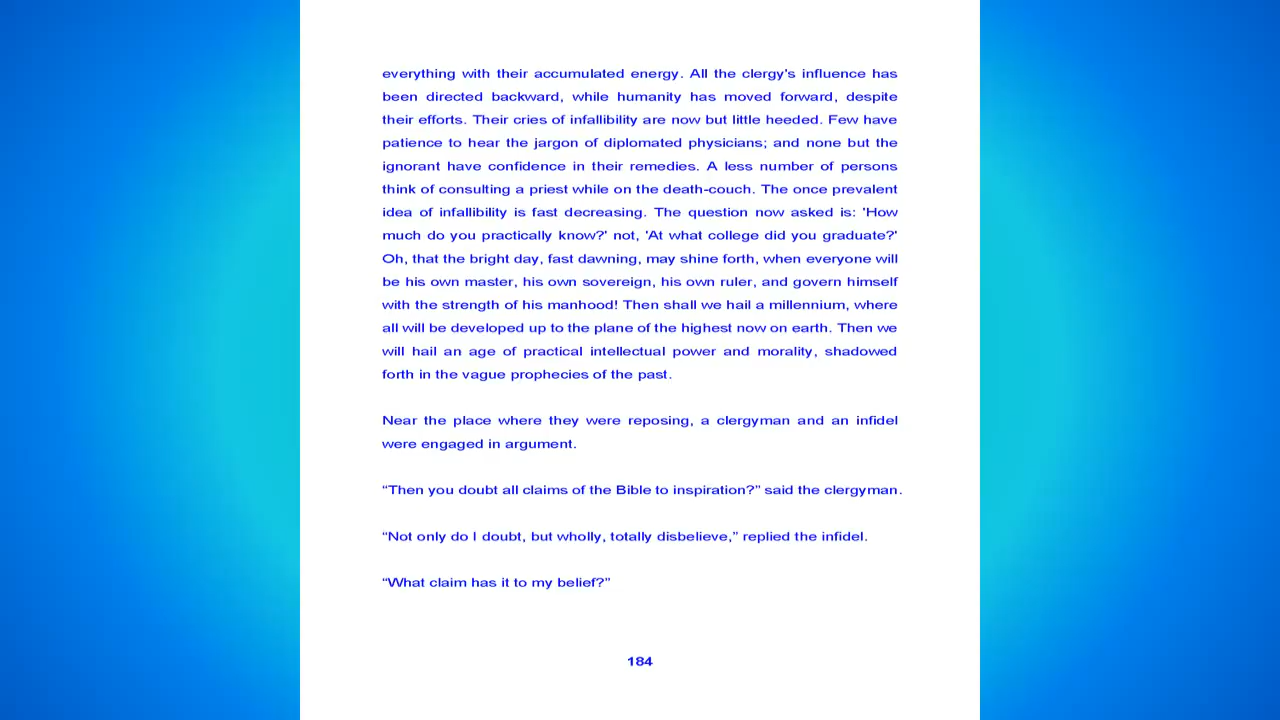 everything with their accumulated energy. All the clergy's influence has
been directed backward, while humanity has moved forward, despite
their efforts. Their cries of infallibility are now but little heeded. Few have
patience to hear the jargon of diplomated physicians; and none but the
ignorant have confidence in their remedies. A less number of persons
think of consulting a priest while on the death-couch. The once prevalent
idea of infallibility is fast decreasing. The question now asked is: 'How
much do you practically know?' not, 'At what college did you graduate?'
Oh, that the bright day, fast dawning, may shine forth, when everyone will
be his own master, his own sovereign, his own ruler, and govern himself
with the strength of his manhood! Then shall we hail a millennium, where
all will be developed up to the plane of the highest now on earth. Then we
will hail an age of practical intellectual power and morality, shadowed
forth in the vague prophecies of the past.
Near the place where they were reposing, a clergyman and an infidel
were engaged in argument.
“Then you doubt all claims of the Bible to inspiration?” said the clergyman.
“Not only do I doubt, but wholly, totally disbelieve,” replied the infidel.
“What claim has it to my belief?”
184